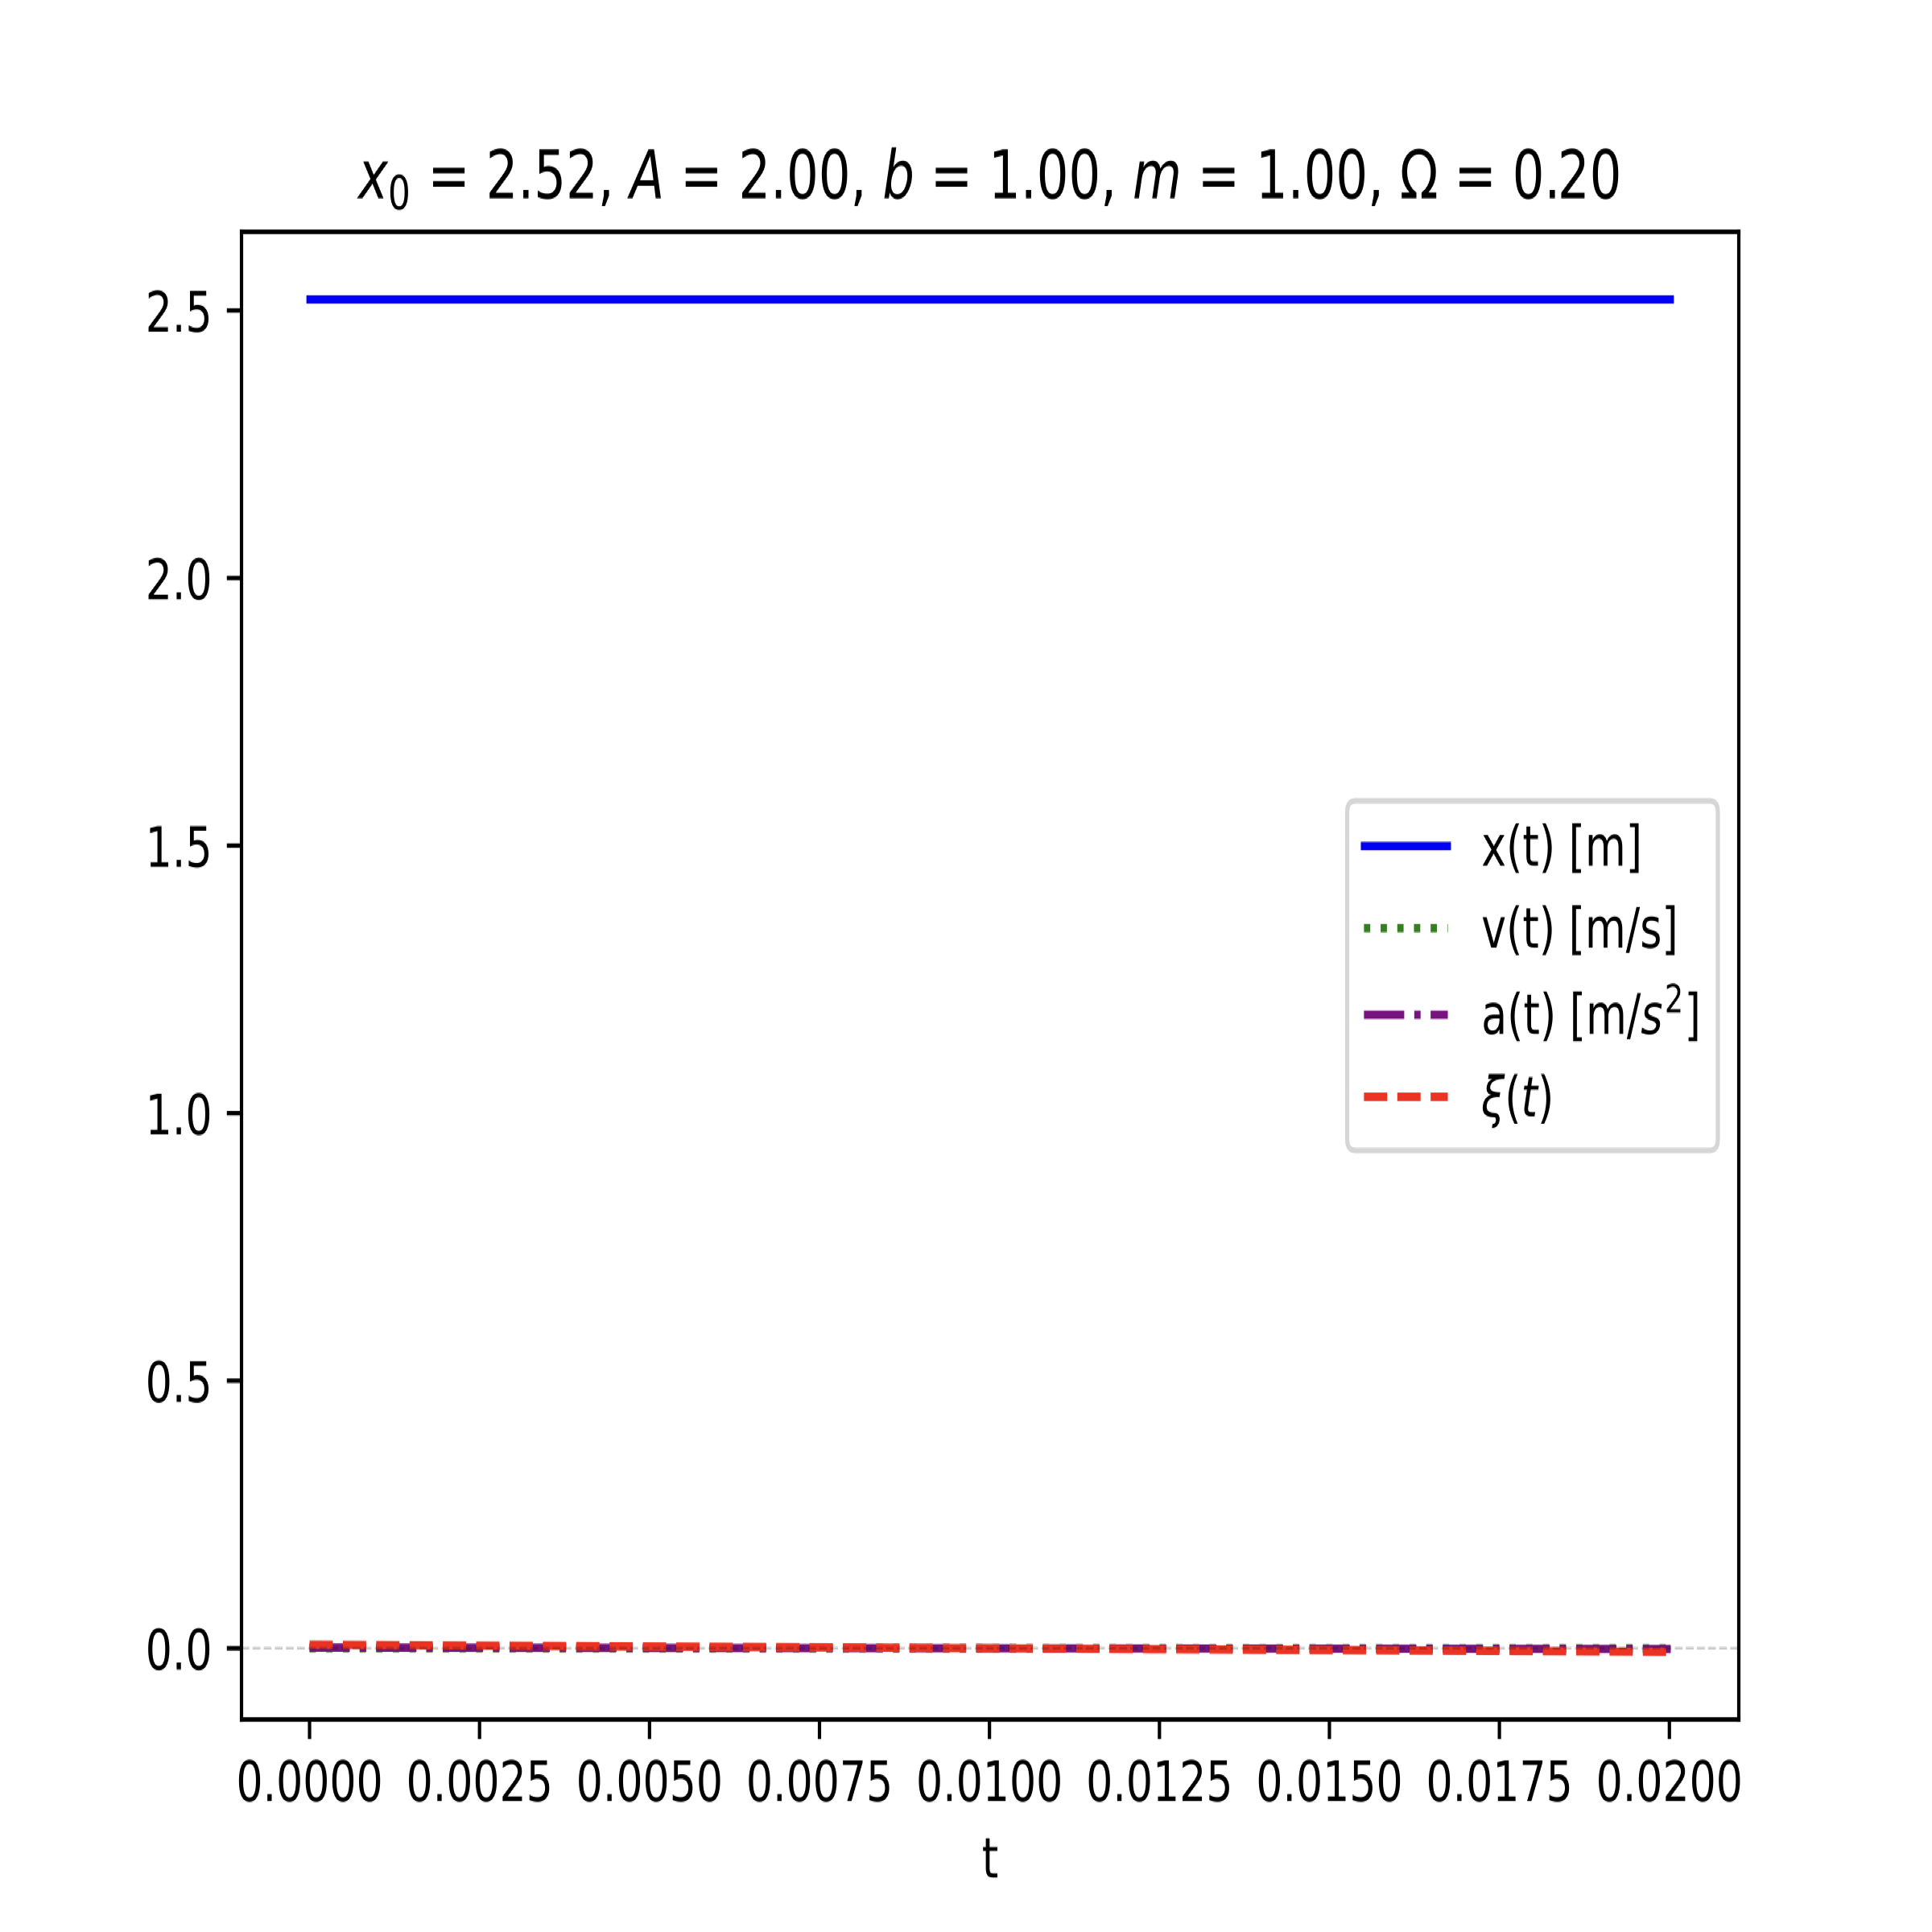 x₀ = 2.52, A = 2.00, b = 1.00, m = 1.00, Ω = 0.20
2.5
2.0
1.5
1.0
0.5
0.0
x(t) [m]
v(t) [m/s]
a(t) [m/s²]
ξ(t)
0.0000 0.0025 0.0050 0.0075 0.0100 0.0125 0.0150 0.0175 0.0200
t